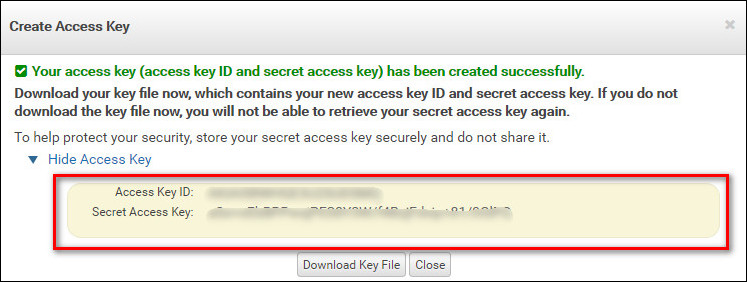 Create Access Key
Your access key (access key ID and secret access key) has been created successfully.
Download your key file now, which contains your new access key ID and secret access key. If you do not
download the key file now, you will not be able to retrieve your secret access key again.
To help protect your security, store your secret access key securely and do not share it.
Hide Access Key
Access Key ID:
Secret Access Key:
Download Key File Close